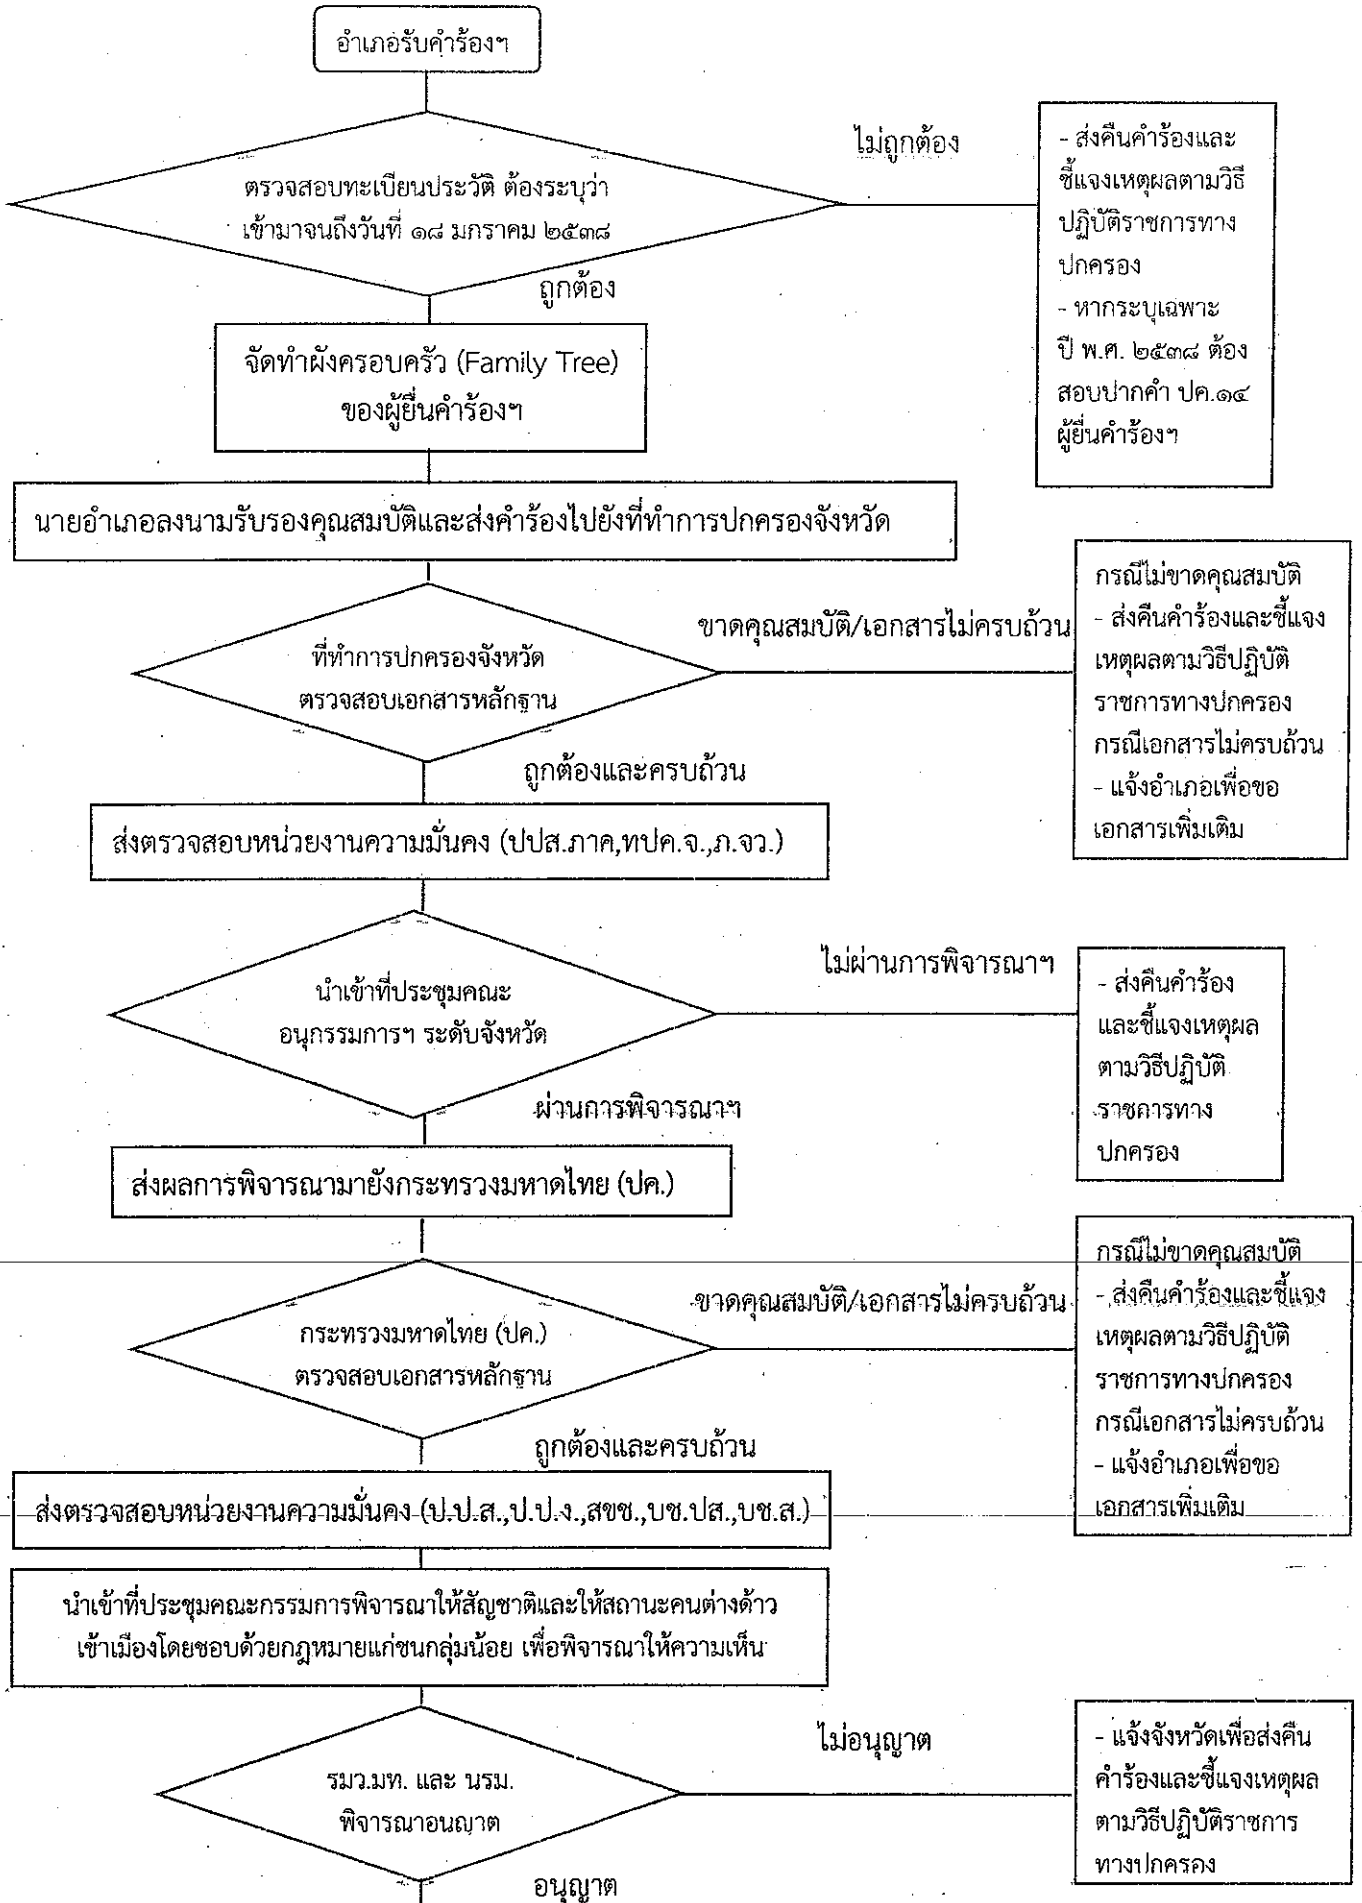 อำเภอรับคำร้องฯ
ไม่ถูกต้อง
ตรวจสอบทะเบียนประวัติ ต้องระบุว่า
เข้ามาจนถึงวันที่ ๑๘ มกราคม ๒๕๓๘
- ส่งคืนคำร้องและ
ชี้แจงเหตุผลตามวิธี
ปฏิบัติราชการทาง
ปกครอง
- หากระบุเฉพาะ
ปี พ.ศ. ๒๕๓๘ ต้อง
สอบปากคำ ปค.๑๔
ผู้ยื่นคำร้องฯ
ถูกต้อง
จัดทำผังครอบครัว (Family Tree)
ของผู้ยื่นคำร้องฯ
นายอำเภอลงนามรับรองคุณสมบัติและส่งคำร้องไปยังที่ทำการปกครองจังหวัด
ขาดคุณสมบัติ/เอกสารไม่ครบถ้วน
ที่ทำการปกครองจังหวัด
ตรวจสอบเอกสารหลักฐาน
กรณีไม่ขาดคุณสมบัติ
- ส่งคืนคำร้องและชี้แจง
เหตุผลตามวิธีปฏิบัติ
ราชการทางปกครอง
กรณีเอกสารไม่ครบถ้วน
- แจ้งอำเภอเพื่อขอ
เอกสารเพิ่มเติม
ถูกต้องและครบถ้วน
ส่งตรวจสอบหน่วยงานความมั่นคง (ปปส.ภาค,ทปค.จ.,ภ.จว.)
ไม่ผ่านการพิจารณาฯ
นำเข้าที่ประชุมคณะ
อนุกรรมการฯ ระดับจังหวัด
- ส่งคืนคำร้อง
และชี้แจงเหตุผล
ตามวิธีปฏิบัติ
ราชการทาง
ปกครอง
ผ่านการพิจารณาฯ
ส่งผลการพิจารณามายังกระทรวงมหาดไทย (ปค.)
ขาดคุณสมบัติ/เอกสารไม่ครบถ้วน
กระทรวงมหาดไทย (ปค.)
ตรวจสอบเอกสารหลักฐาน
กรณีไม่ขาดคุณสมบัติ
- ส่งคืนคำร้องและชี้แจง
เหตุผลตามวิธีปฏิบัติ
ราชการทางปกครอง
กรณีเอกสารไม่ครบถ้วน
- แจ้งอำเภอเพื่อขอ
เอกสารเพิ่มเติม
ถูกต้องและครบถ้วน
ส่งตรวจสอบหน่วยงานความมั่นคง (ป.ป.ส.,ป.ป.ง.,สขช.,บช.ปส.,บช.ส.)
นำเข้าที่ประชุมคณะกรรมการพิจารณาให้สัญชาติและให้สถานะคนต่างด้าว
เข้าเมืองโดยชอบด้วยกฎหมายแก่ชนกลุ่มน้อย เพื่อพิจารณาให้ความเห็น
ไม่อนุญาต
รมว.มท. และ นรม.
พิจารณาอนุญาต
- แจ้งจังหวัดเพื่อส่งคืน
คำร้องและชี้แจงเหตุผล
ตามวิธีปฏิบัติราชการ
ทางปกครอง
อนุญาต